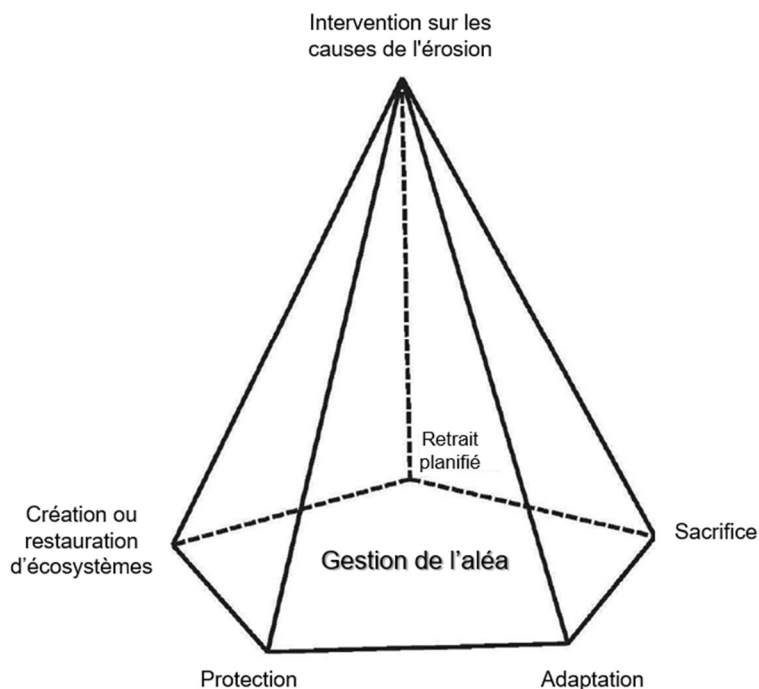 Intervention sur les
causes de l'érosion
Retrait
planifié
Création ou
restauration
d'écosystèmes
Gestion de l'aléa
Sacrifice
Protection
Adaptation